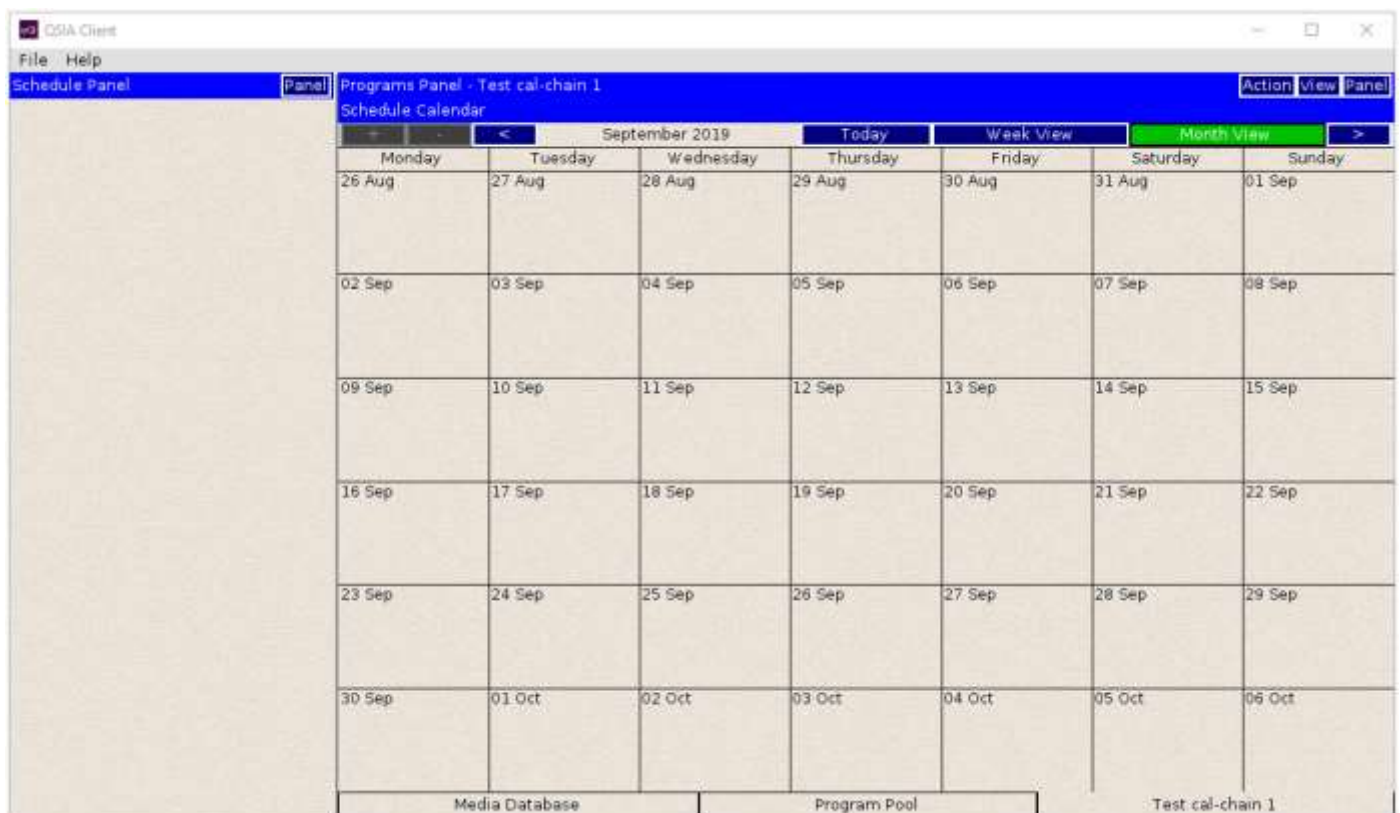 QSIA Client
File Help
Schedule Panel Panel Programs Panel - Test cal-chain 1 Action View Panel
Schedule Calendar
+ - < September 2019 Today Week View Month View >
Monday Tuesday Wednesday Thursday Friday Saturday Sunday
26 Aug 27 Aug 28 Aug 29 Aug 30 Aug 31 Aug 01 Sep
02 Sep 03 Sep 04 Sep 05 Sep 06 Sep 07 Sep 08 Sep
09 Sep 10 Sep 11 Sep 12 Sep 13 Sep 14 Sep 15 Sep
16 Sep 17 Sep 18 Sep 19 Sep 20 Sep 21 Sep 22 Sep
23 Sep 24 Sep 25 Sep 26 Sep 27 Sep 28 Sep 29 Sep
30 Sep 01 Oct 02 Oct 03 Oct 04 Oct 05 Oct 06 Oct
Media Database Program Pool Test cal-chain 1